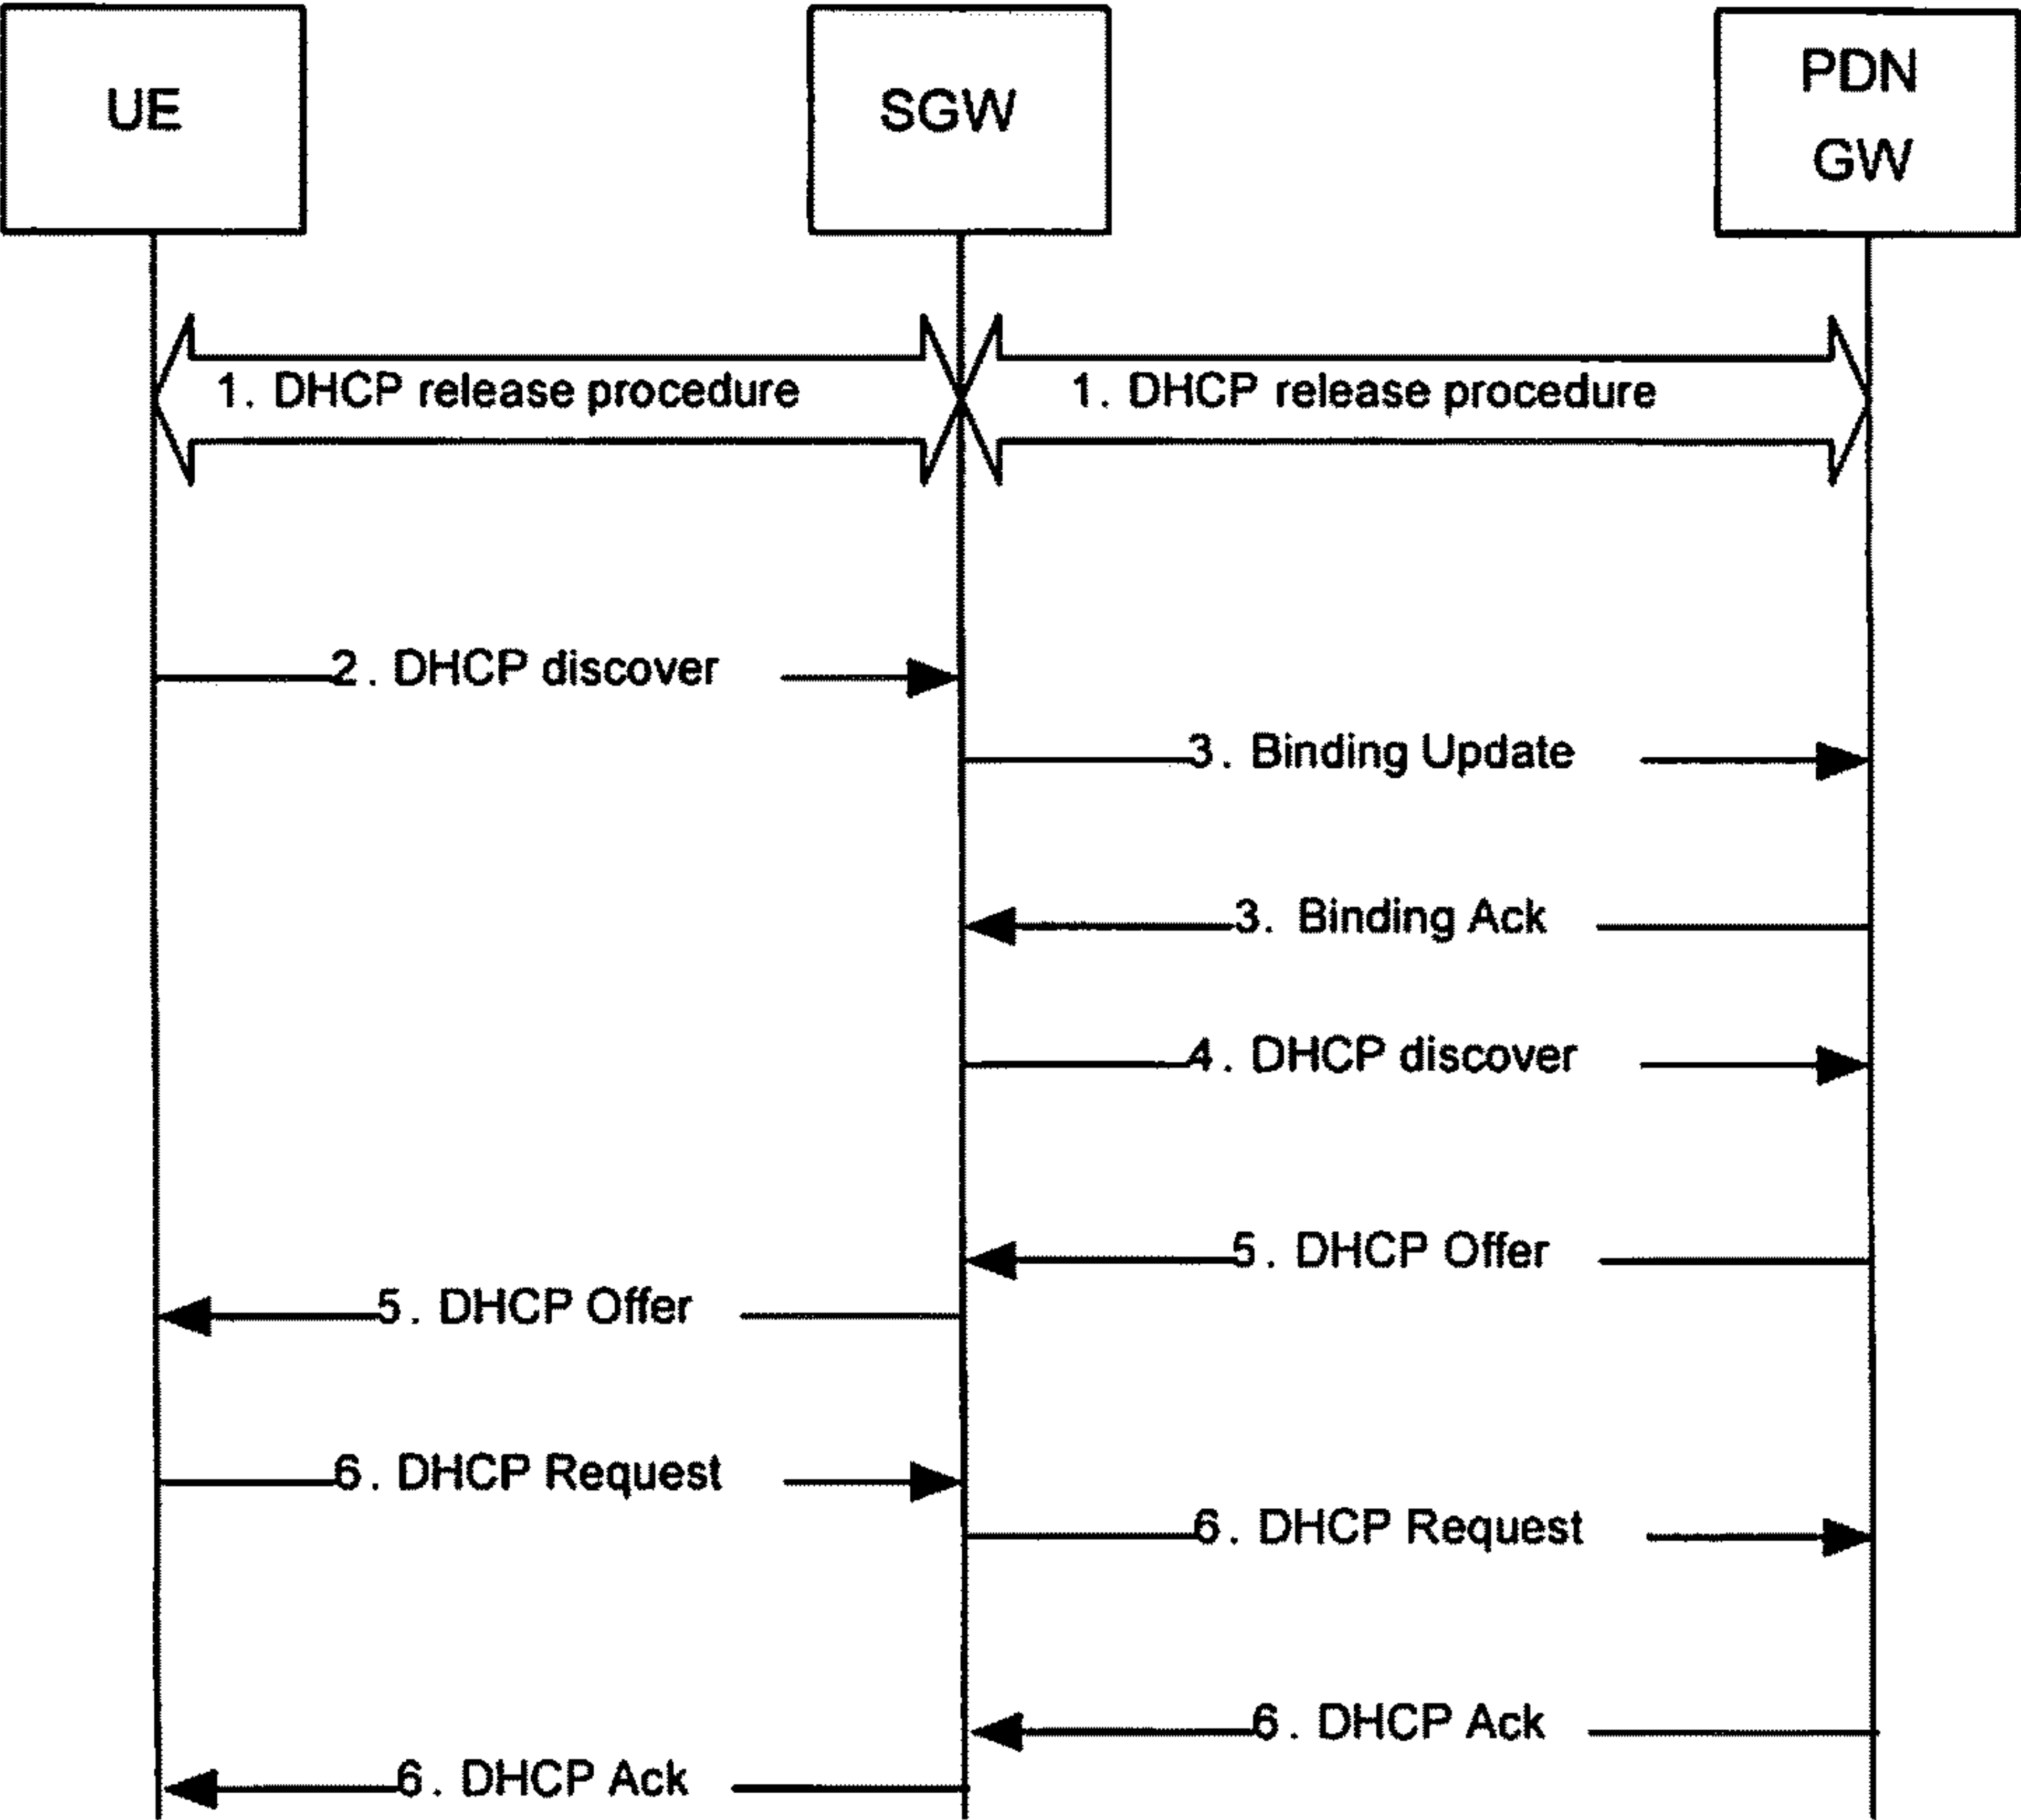 UE
SGW
PDN
GW
1. DHCP release procedure
1. DHCP release procedure
2. DHCP discover
3. Binding Update
3. Binding Ack
4. DHCP discover
5. DHCP Offer
5. DHCP Offer
6. DHCP Request
6. DHCP Request
6. DHCP Ack
6. DHCP Ack